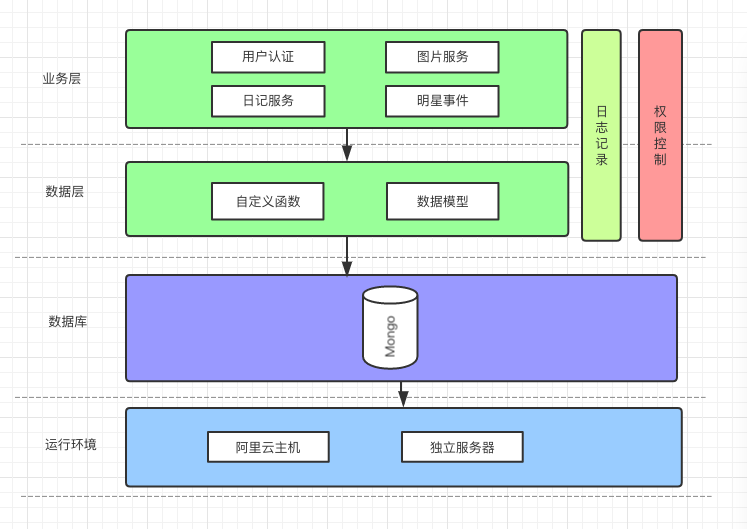 业务层
用户认证
图片服务
日记服务
明星事件
日志记录
权限控制
数据层
自定义函数
数据模型
数据库
Mongo
运行环境
阿里云主机
独立服务器